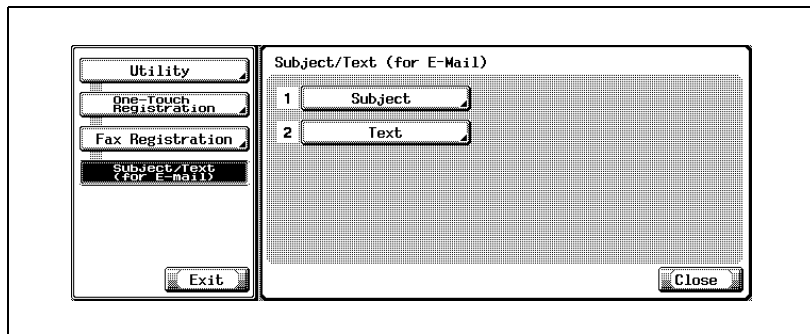 Utility
One-Touch
Registration
Fax Registration
Subject/Text
(for E-mail)
Exit
Subject/Text (for E-Mail)
1 Subject
2 Text
Close